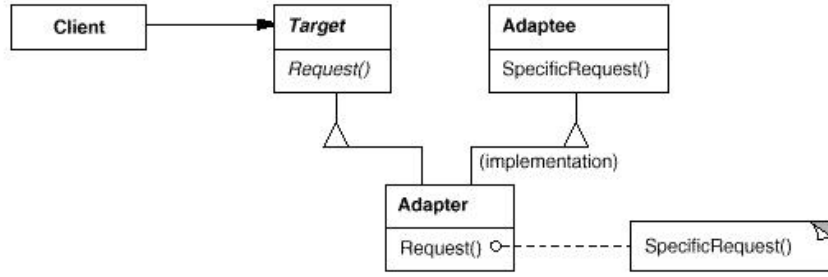 Client
Target
Request()
Adaptee
SpecificRequest()
(implementation)
Adapter
Request()
SpecificRequest()